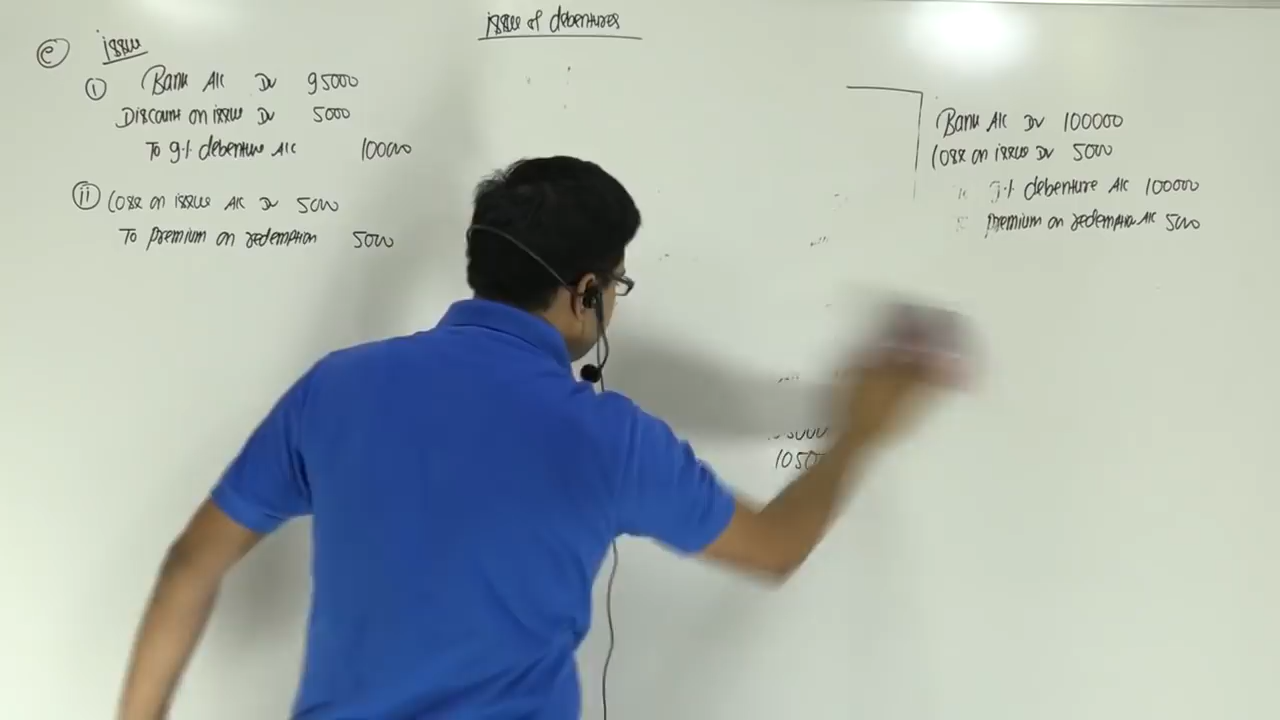 issue of debentures
e issue
i Bank A/c Dr 95000
Discount on issue Dr 5000
To 9% debenture A/c 100000
ii Loss on issue A/c Dr 5000
To premium on redemption 5000
Bank A/c Dr 100000
Loss on issue Dr 5000
9% debenture A/c 100000
premium on redemption A/c 5000